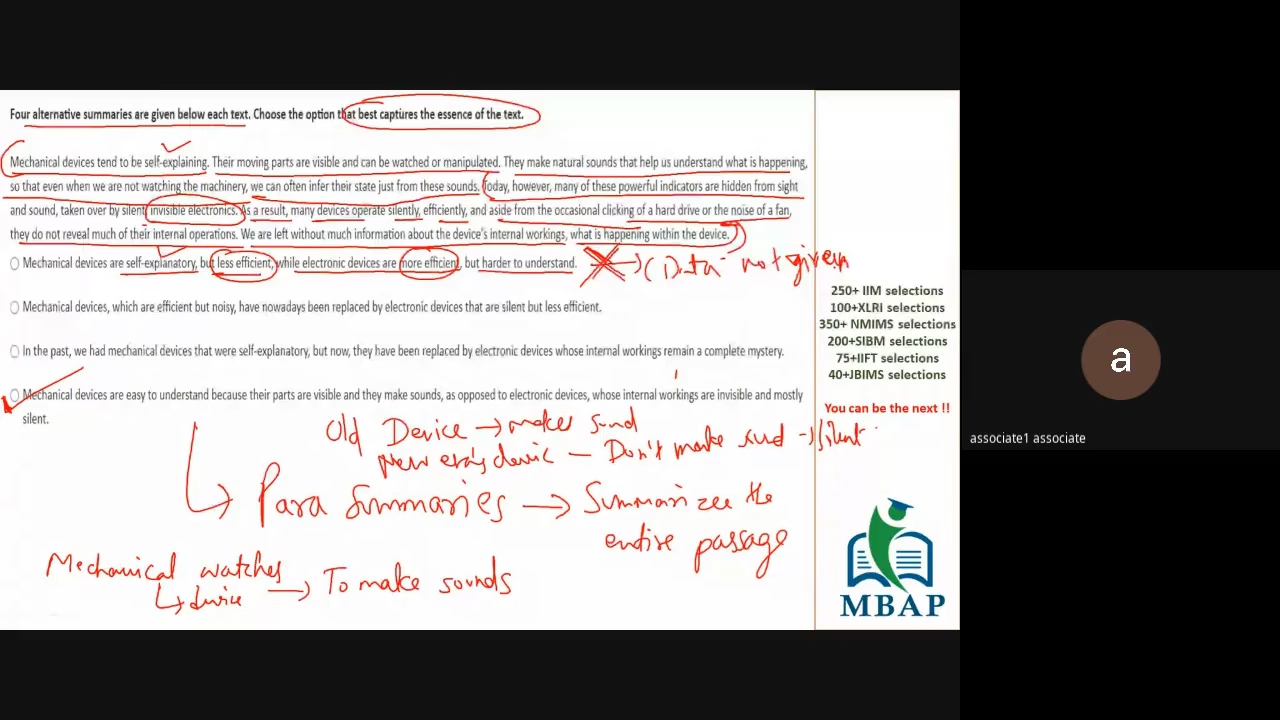 Four alternative summaries are given below each text. Choose the option that best captures the essence of the text.
Mechanical devices tend to be self-explaining. Their moving parts are visible and can be watched or manipulated. They make natural sounds that help us understand what is happening,
so that even when we are not watching the machinery, we can often infer their state just from these sounds. Today, however, many of these powerful indicators are hidden from sight
and sound, taken over by silent, invisible electronics. As a result, many devices operate silently, efficiently, and aside from the occasional clicking of a hard drive or the noise of a fan,
they do not reveal much of their internal operations. We are left without much information about the device's internal workings, what is happening within the device.
Mechanical devices are self-explanatory, but less efficient, while electronic devices are more efficient, but harder to understand.
(Data not given
Mechanical devices, which are efficient but noisy, have nowadays been replaced by electronic devices that are silent but less efficient.
In the past, we had mechanical devices that were self-explanatory, but now, they have been replaced by electronic devices whose internal workings remain a complete mystery.
Mechanical devices are easy to understand because their parts are visible and they make sounds, as opposed to electronic devices, whose internal workings are invisible and mostly
silent.
Old Device → makes sund
New era's device — Don't make sund → silent
Para Summaries → Summarizee the
entire passage
Mechanical watches
↳ device → To make sounds
250+ IIM selections
100+XLRI selections
350+ NMIMS selections
200+SIBM selections
75+IIFT selections
40+JBIMS selections
You can be the next !!
MBAP
a
associate1 associate